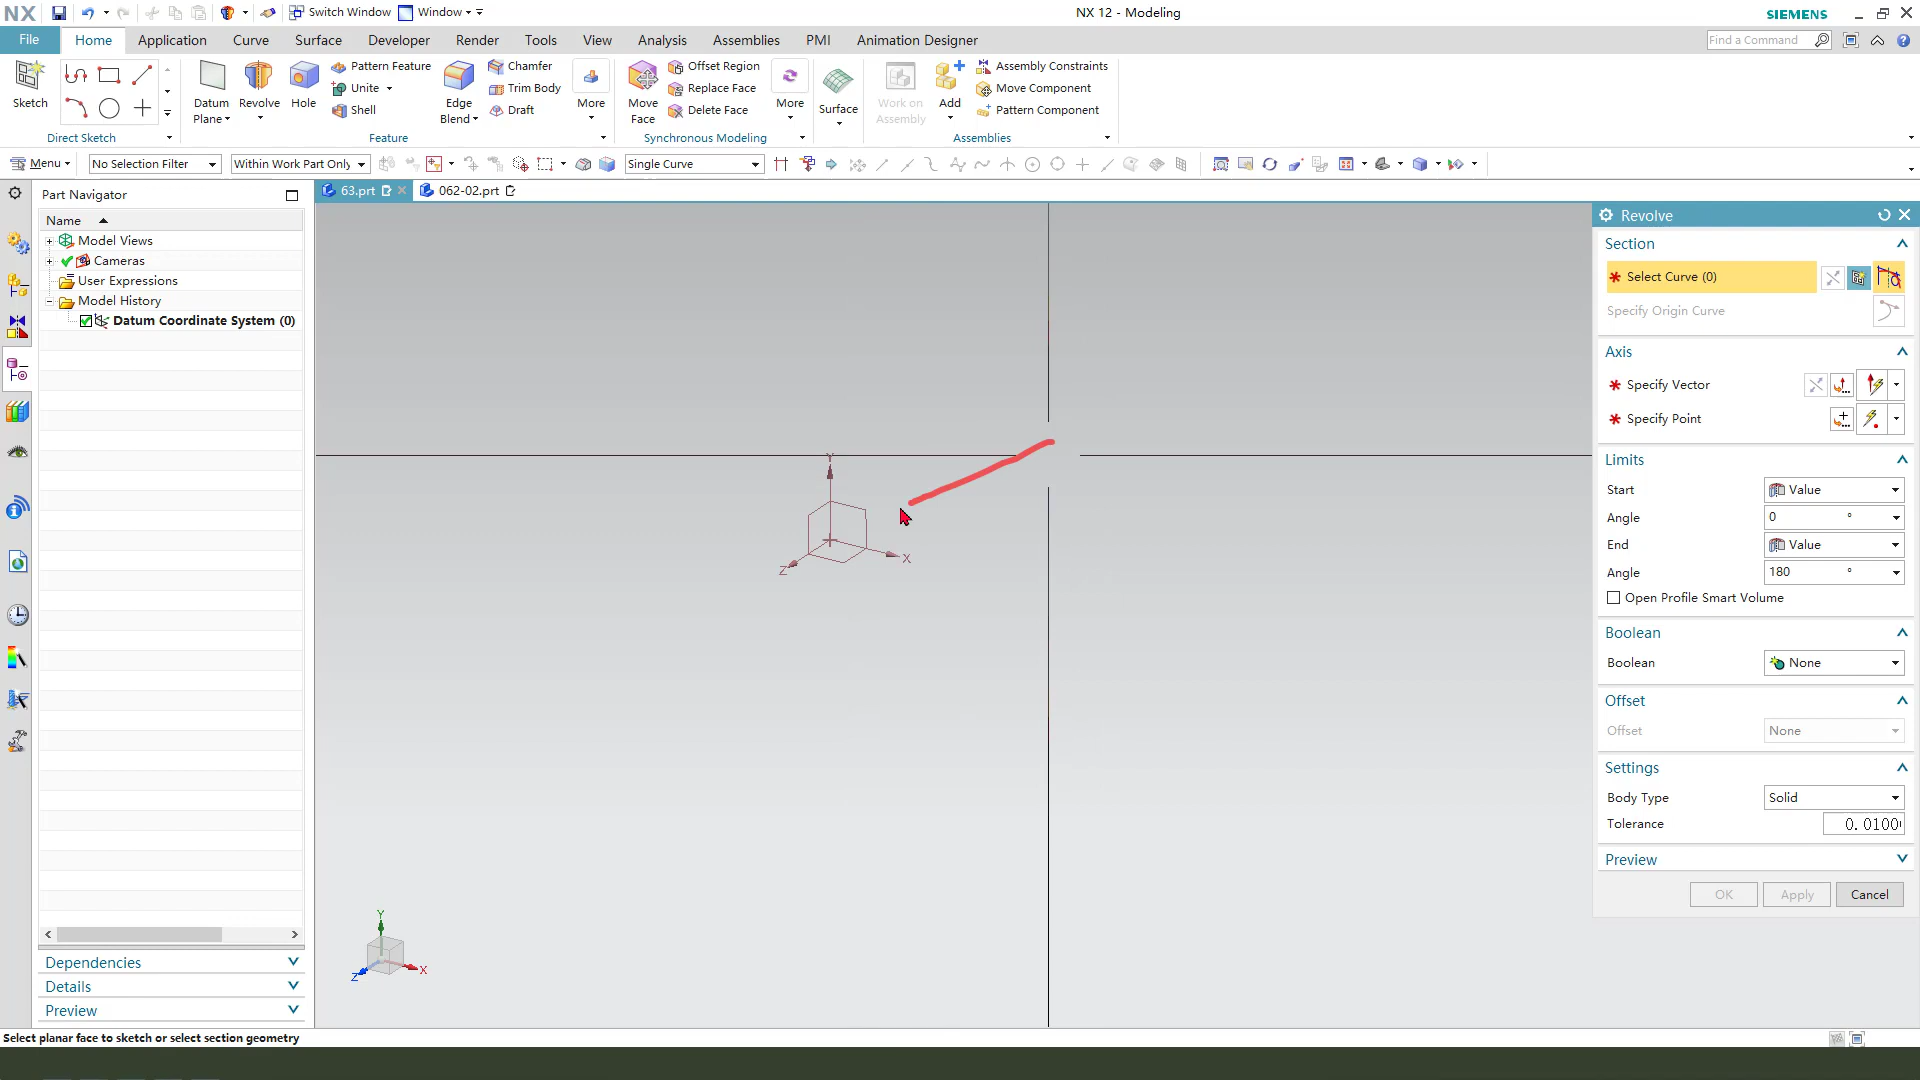 NX
Switch Window
Window
NX 12 - Modeling
SIEMENS
File
Home
Application
Curve
Surface
Developer
Render
Tools
View
Analysis
Assemblies
PMI
Animation Designer
Find a Command
Sketch
Direct Sketch
Datum Plane
Revolve
Hole
Pattern Feature
Unite
Shell
Edge Blend
Chamfer
Trim Body
Draft
More
Feature
Move Face
Offset Region
Replace Face
Delete Face
More
Synchronous Modeling
Surface
Work on Assembly
Add
Assembly Constraints
Move Component
Pattern Component
Assemblies
Menu
No Selection Filter
Within Work Part Only
Single Curve
Part Navigator
63.prt
062-02.prt
Name
Model Views
Cameras
User Expressions
Model History
Datum Coordinate System (0)
Dependencies
Details
Preview
Y
X
Z
Y
X
Z
Revolve
Section
Select Curve (0)
Specify Origin Curve
Axis
Specify Vector
Specify Point
Limits
Start
Value
Angle
0 °
End
Value
Angle
180 °
Open Profile Smart Volume
Boolean
Boolean
None
Offset
Offset
None
Settings
Body Type
Solid
Tolerance
0.0100
Preview
OK
Apply
Cancel
Select planar face to sketch or select section geometry